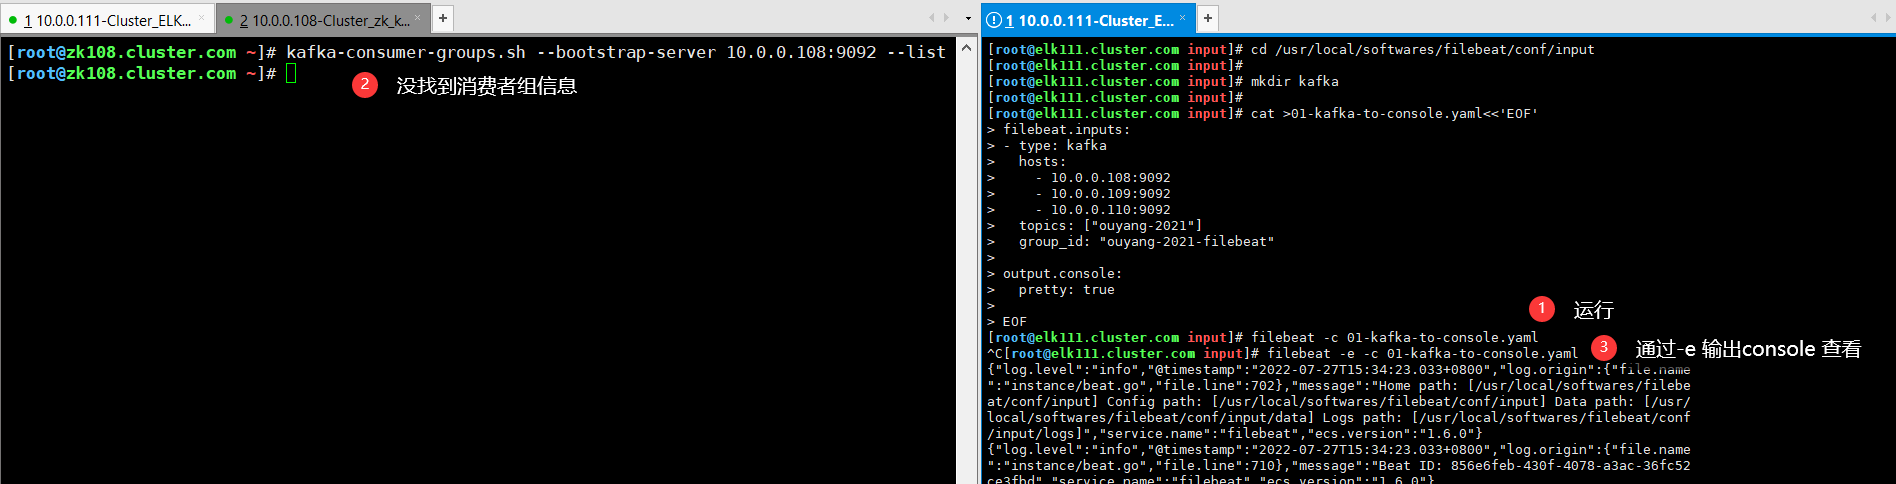 1 10.0.0.111-Cluster_ELK... ×
2 10.0.0.108-Cluster_zk_k... ×
+
[root@zk108.cluster.com ~]# kafka-consumer-groups.sh --bootstrap-server 10.0.0.108:9092 --list
[root@zk108.cluster.com ~]#
2 没找到消费者组信息
1 10.0.0.111-Cluster_E... ×
+
[root@elk111.cluster.com input]# cd /usr/local/softwares/filebeat/conf/input
[root@elk111.cluster.com input]#
[root@elk111.cluster.com input]# mkdir kafka
[root@elk111.cluster.com input]#
[root@elk111.cluster.com input]# cat >01-kafka-to-console.yaml<<'EOF'
> filebeat.inputs:
> - type: kafka
>   hosts:
>     - 10.0.0.108:9092
>     - 10.0.0.109:9092
>     - 10.0.0.110:9092
>   topics: ["ouyang-2021"]
>   group_id: "ouyang-2021-filebeat"
>
> output.console:
>   pretty: true
>
> EOF
1 运行
[root@elk111.cluster.com input]# filebeat -c 01-kafka-to-console.yaml
^C[root@elk111.cluster.com input]# filebeat -e -c 01-kafka-to-console.yaml
3 通过-e 输出console 查看
{"log.level":"info","@timestamp":"2022-07-27T15:34:23.033+0800","log.origin":{"file.name
":"instance/beat.go","file.line":702},"message":"Home path: [/usr/local/softwares/filebe
at/conf/input] Config path: [/usr/local/softwares/filebeat/conf/input] Data path: [/usr/
local/softwares/filebeat/conf/input/data] Logs path: [/usr/local/softwares/filebeat/conf
/input/logs]","service.name":"filebeat","ecs.version":"1.6.0"}
{"log.level":"info","@timestamp":"2022-07-27T15:34:23.033+0800","log.origin":{"file.name
":"instance/beat.go","file.line":710},"message":"Beat ID: 856e6feb-430f-4078-a3ac-36fc52
ce3fbd","service.name":"filebeat","ecs.version":"1.6.0"}